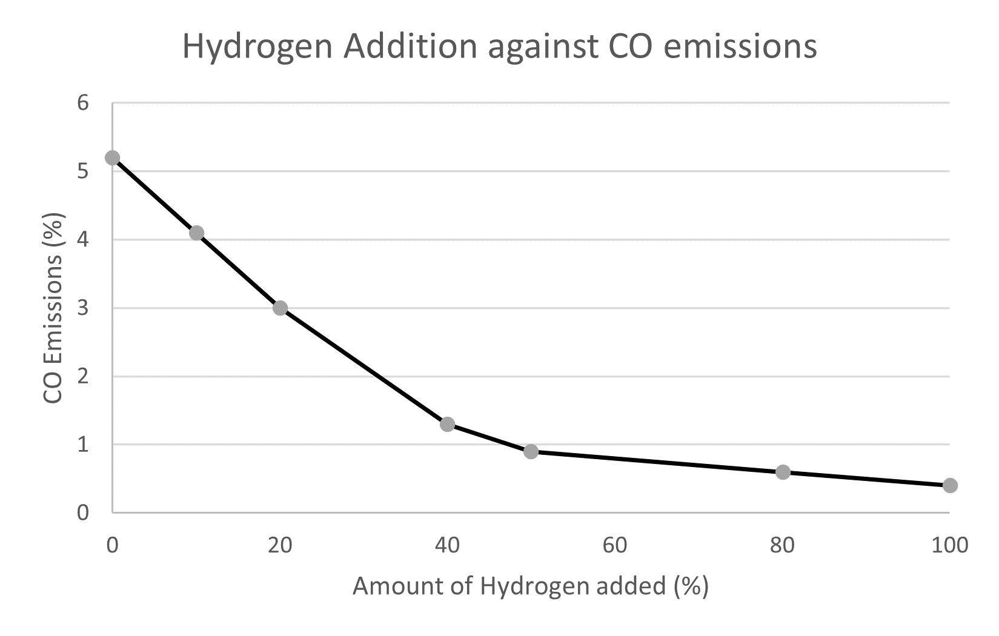 Hydrogen Addition against CO emissions
6
5
4
3
2
1
0
CO Emissions (%)
0 20 40 60 80 100
Amount of Hydrogen added (%)